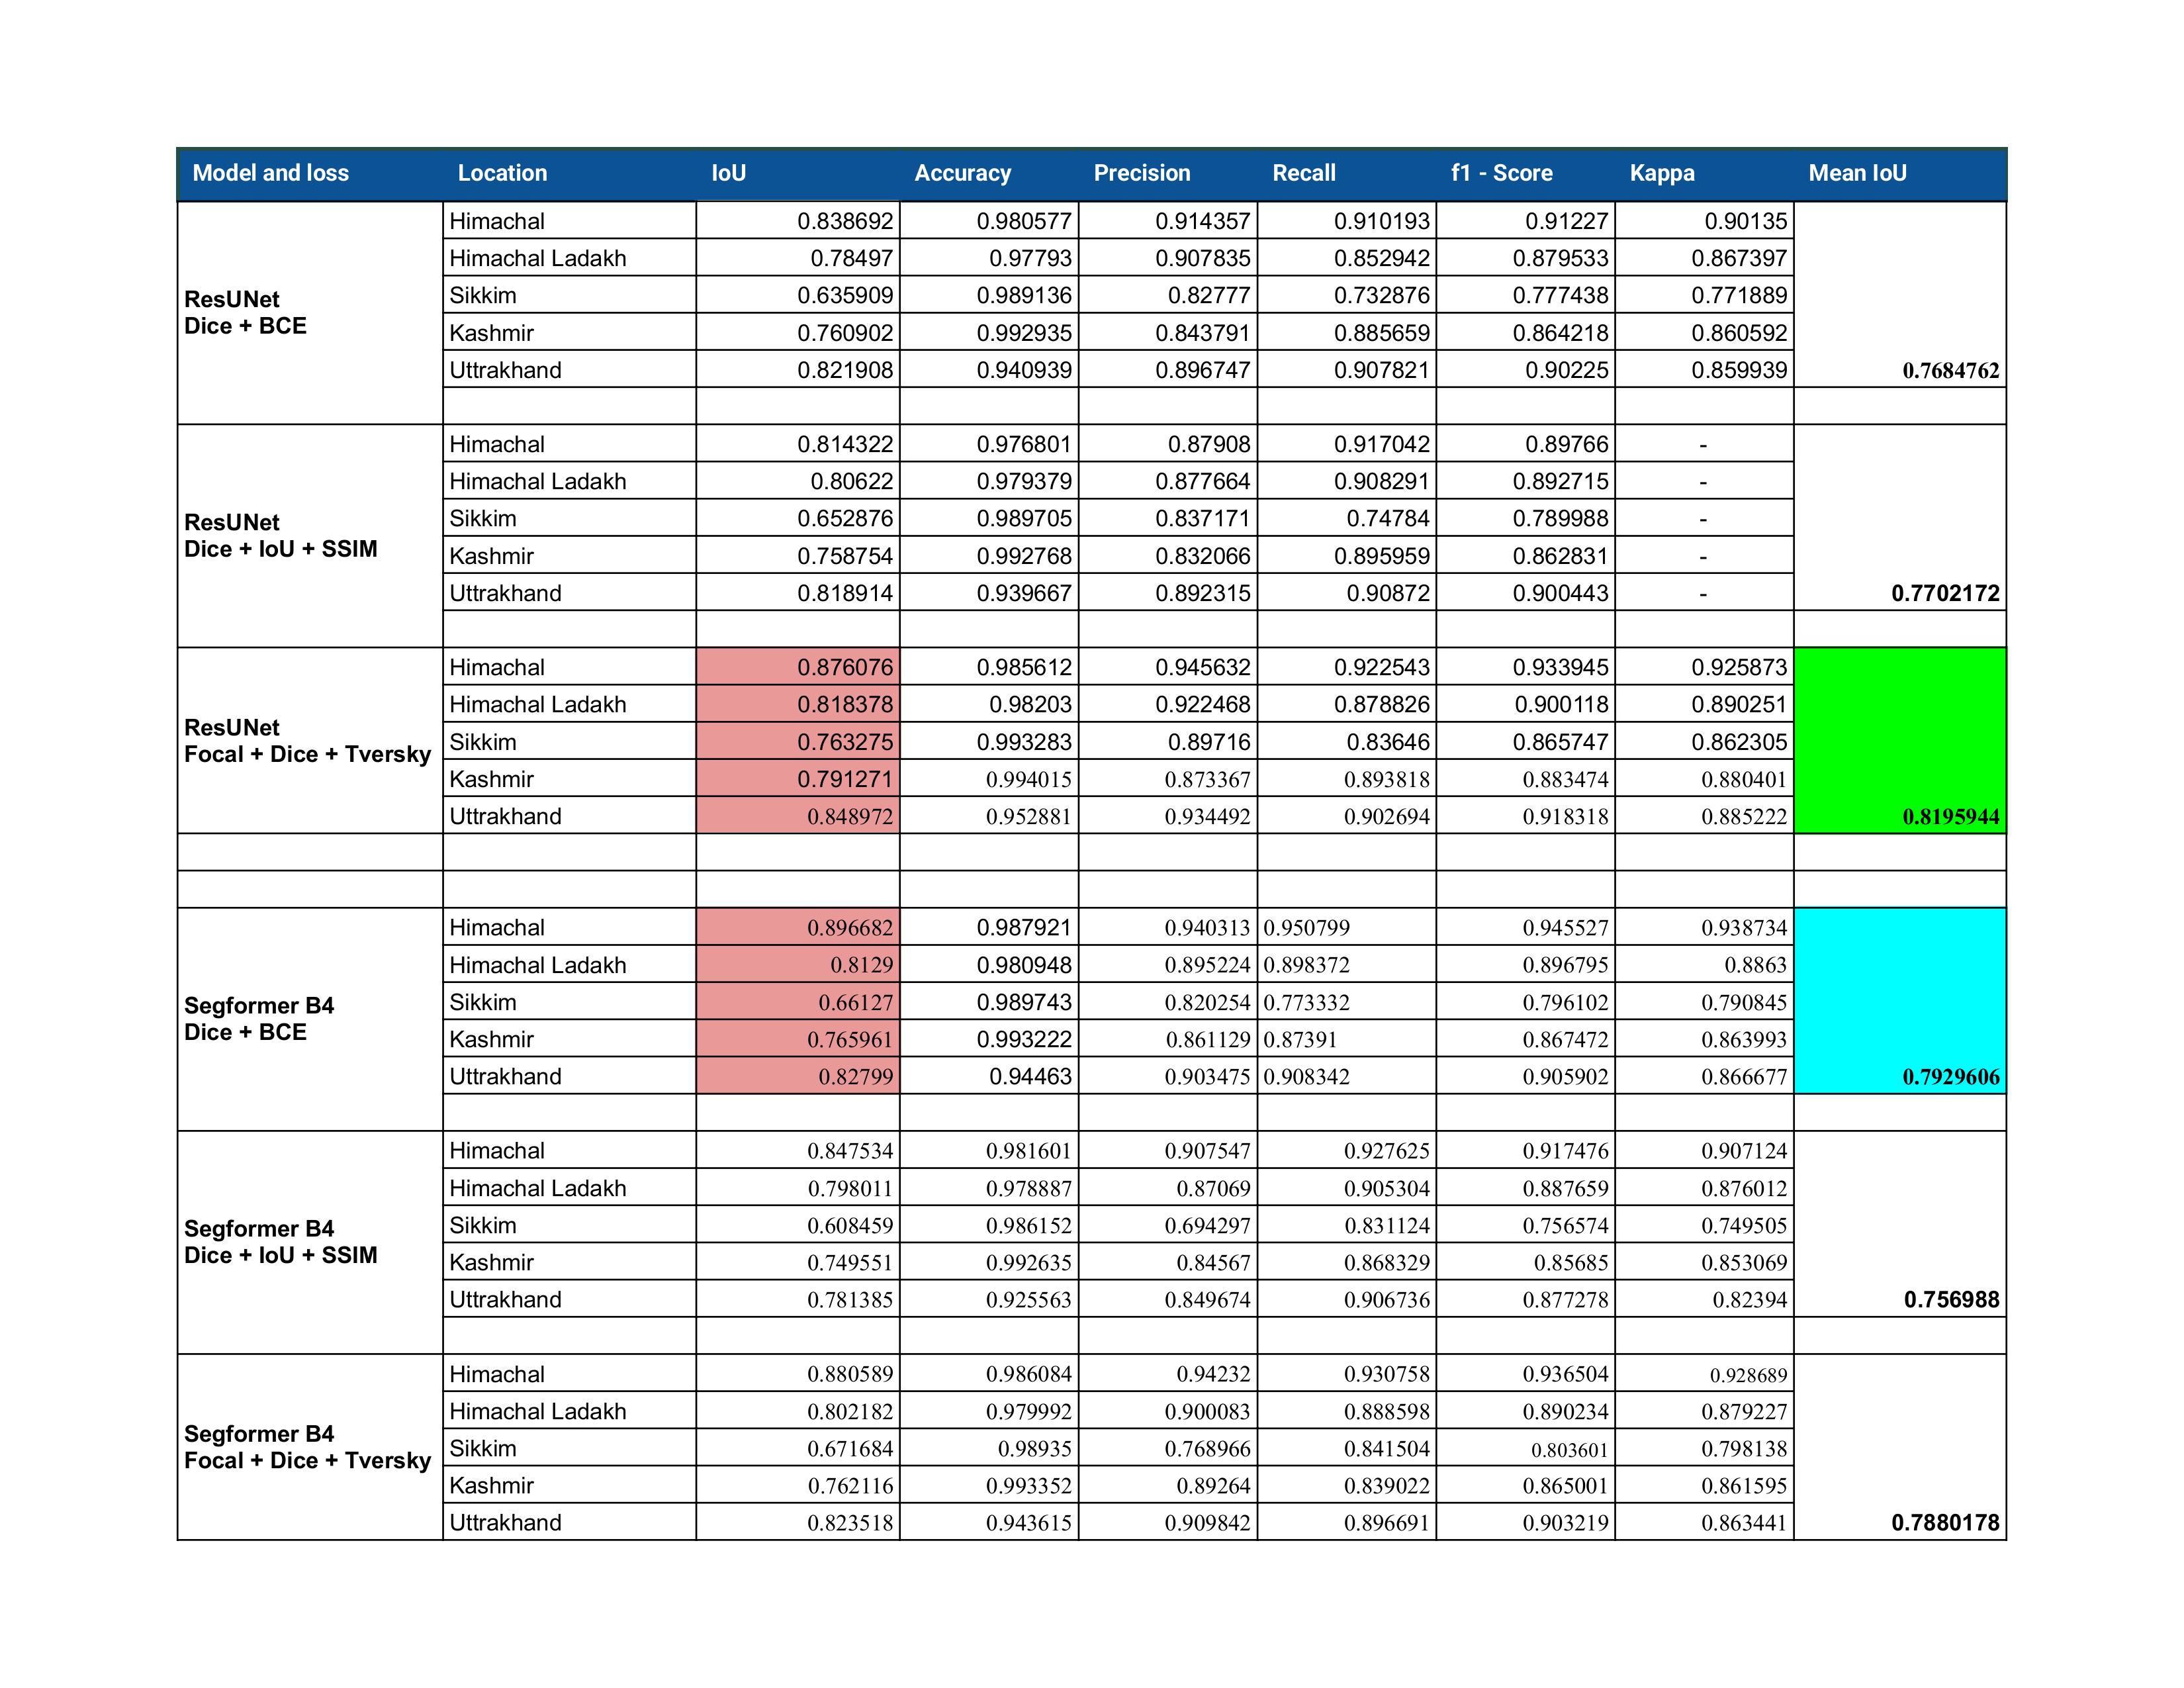 Model and loss Location IoU Accuracy Precision Recall f1 - Score Kappa Mean IoU
ResUNet
Dice + BCE
Himachal 0.838692 0.980577 0.914357 0.910193 0.91227 0.90135
Himachal Ladakh 0.78497 0.97793 0.907835 0.852942 0.879533 0.867397
Sikkim 0.635909 0.989136 0.82777 0.732876 0.777438 0.771889
Kashmir 0.760902 0.992935 0.843791 0.885659 0.864218 0.860592
Uttrakhand 0.821908 0.940939 0.896747 0.907821 0.90225 0.859939 0.7684762
ResUNet
Dice + IoU + SSIM
Himachal 0.814322 0.976801 0.87908 0.917042 0.89766 -
Himachal Ladakh 0.80622 0.979379 0.877664 0.908291 0.892715 -
Sikkim 0.652876 0.989705 0.837171 0.74784 0.789988 -
Kashmir 0.758754 0.992768 0.832066 0.895959 0.862831 -
Uttrakhand 0.818914 0.939667 0.892315 0.90872 0.900443 - 0.7702172
ResUNet
Focal + Dice + Tversky
Himachal 0.876076 0.985612 0.945632 0.922543 0.933945 0.925873
Himachal Ladakh 0.818378 0.98203 0.922468 0.878826 0.900118 0.890251
Sikkim 0.763275 0.993283 0.89716 0.83646 0.865747 0.862305
Kashmir 0.791271 0.994015 0.873367 0.893818 0.883474 0.880401
Uttrakhand 0.848972 0.952881 0.934492 0.902694 0.918318 0.885222 0.8195944
Segformer B4
Dice + BCE
Himachal 0.896682 0.987921 0.940313 0.950799 0.945527 0.938734
Himachal Ladakh 0.8129 0.980948 0.895224 0.898372 0.896795 0.8863
Sikkim 0.66127 0.989743 0.820254 0.773332 0.796102 0.790845
Kashmir 0.765961 0.993222 0.861129 0.87391 0.867472 0.863993
Uttrakhand 0.82799 0.94463 0.903475 0.908342 0.905902 0.866677 0.7929606
Segformer B4
Dice + IoU + SSIM
Himachal 0.847534 0.981601 0.907547 0.927625 0.917476 0.907124
Himachal Ladakh 0.798011 0.978887 0.87069 0.905304 0.887659 0.876012
Sikkim 0.608459 0.986152 0.694297 0.831124 0.756574 0.749505
Kashmir 0.749551 0.992635 0.84567 0.868329 0.85685 0.853069
Uttrakhand 0.781385 0.925563 0.849674 0.906736 0.877278 0.82394 0.756988
Segformer B4
Focal + Dice + Tversky
Himachal 0.880589 0.986084 0.94232 0.930758 0.936504 0.928689
Himachal Ladakh 0.802182 0.979992 0.900083 0.888598 0.890234 0.879227
Sikkim 0.671684 0.98935 0.768966 0.841504 0.803601 0.798138
Kashmir 0.762116 0.993352 0.89264 0.839022 0.865001 0.861595
Uttrakhand 0.823518 0.943615 0.909842 0.896691 0.903219 0.863441 0.7880178